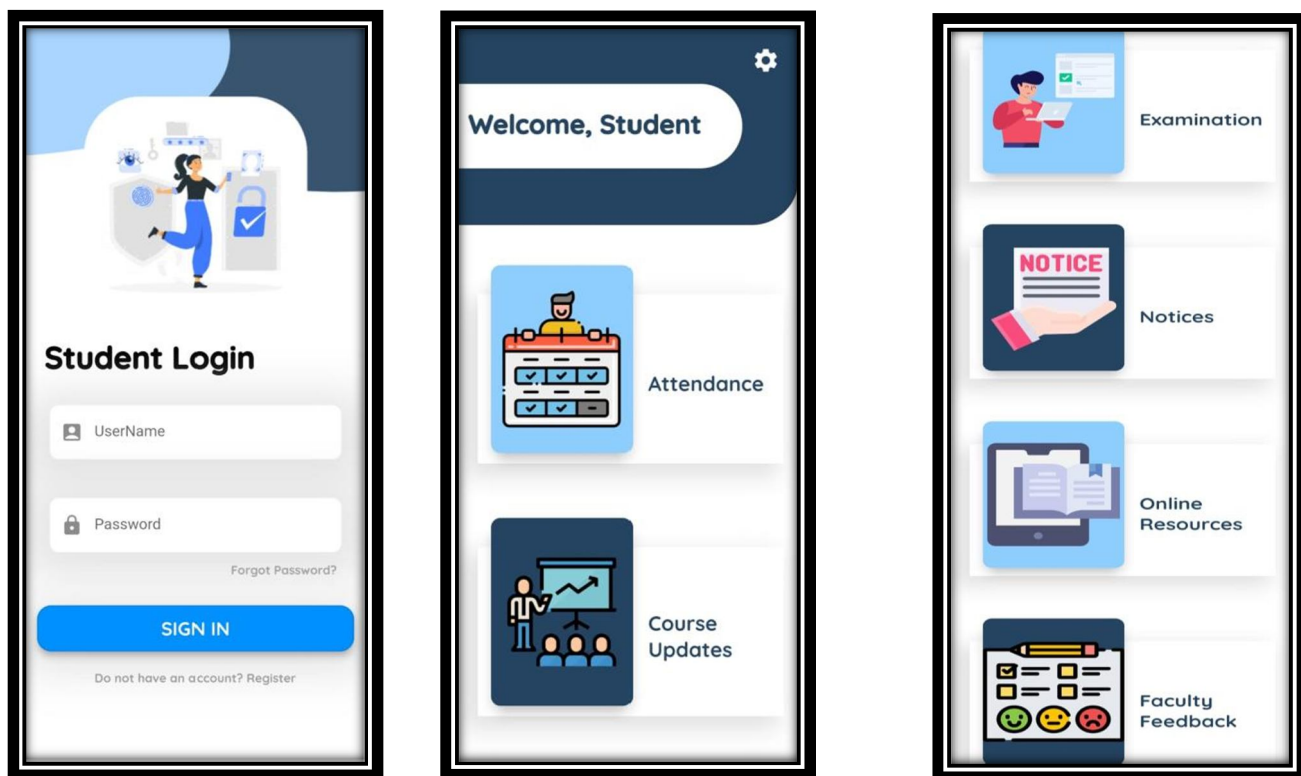 Student Login
UserName
Password
Forgot Password?
SIGN IN
Do not have an account? Register
Welcome, Student
Attendance
Course
Updates
Examination
NOTICE
Notices
Online
Resources
Faculty
Feedback